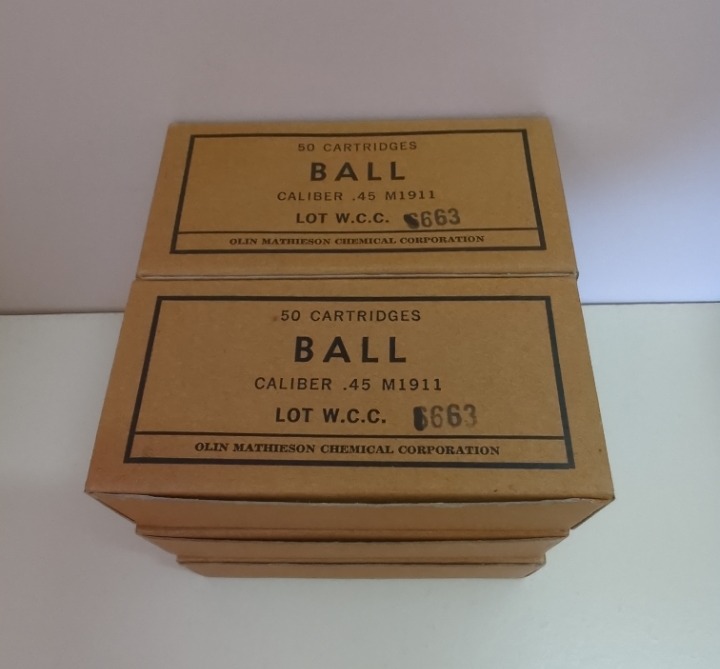 50 CARTRIDGES
BALL
CALIBER .45 M1911
LOT W.C.C. 6663
OLIN MATHIESON CHEMICAL CORPORATION
50 CARTRIDGES
BALL
CALIBER .45 M1911
LOT W.C.C. 6663
OLIN MATHIESON CHEMICAL CORPORATION